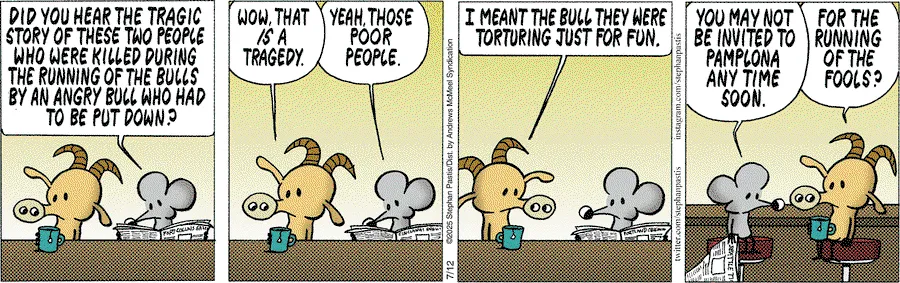 DID YOU HEAR THE TRAGIC
STORY OF THESE TWO PEOPLE
WHO WERE KILLED DURING
THE RUNNING OF THE BULLS
BY AN ANGRY BULL WHO HAD
TO BE PUT DOWN?
WOW, THAT
IS A
TRAGEDY.
YEAH, THOSE
POOR
PEOPLE.
©2025 Stephan Pastis/Dist. by Andrews McMeel Syndication
7/12
I MEANT THE BULL THEY WERE
TORTURING JUST FOR FUN.
twitter.com/stephanpastis
instagram.com/stephanpastis
YOU MAY NOT
BE INVITED TO
PAMPLONA
ANY TIME
SOON.
FOR THE
RUNNING
OF THE
FOOLS?